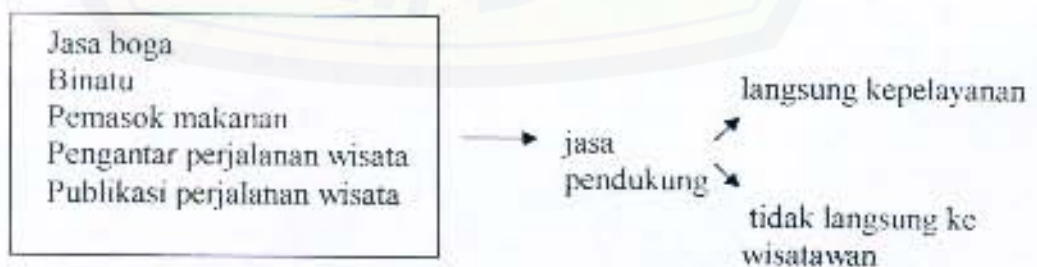 Jasa boga
Binatu
Pemasok makanan
Pengantar perjalanan wisata
Publikasi perjalanan wisata
jasa
pendukung
langsung kepelayanan
tidak langsung ke
wisatawan